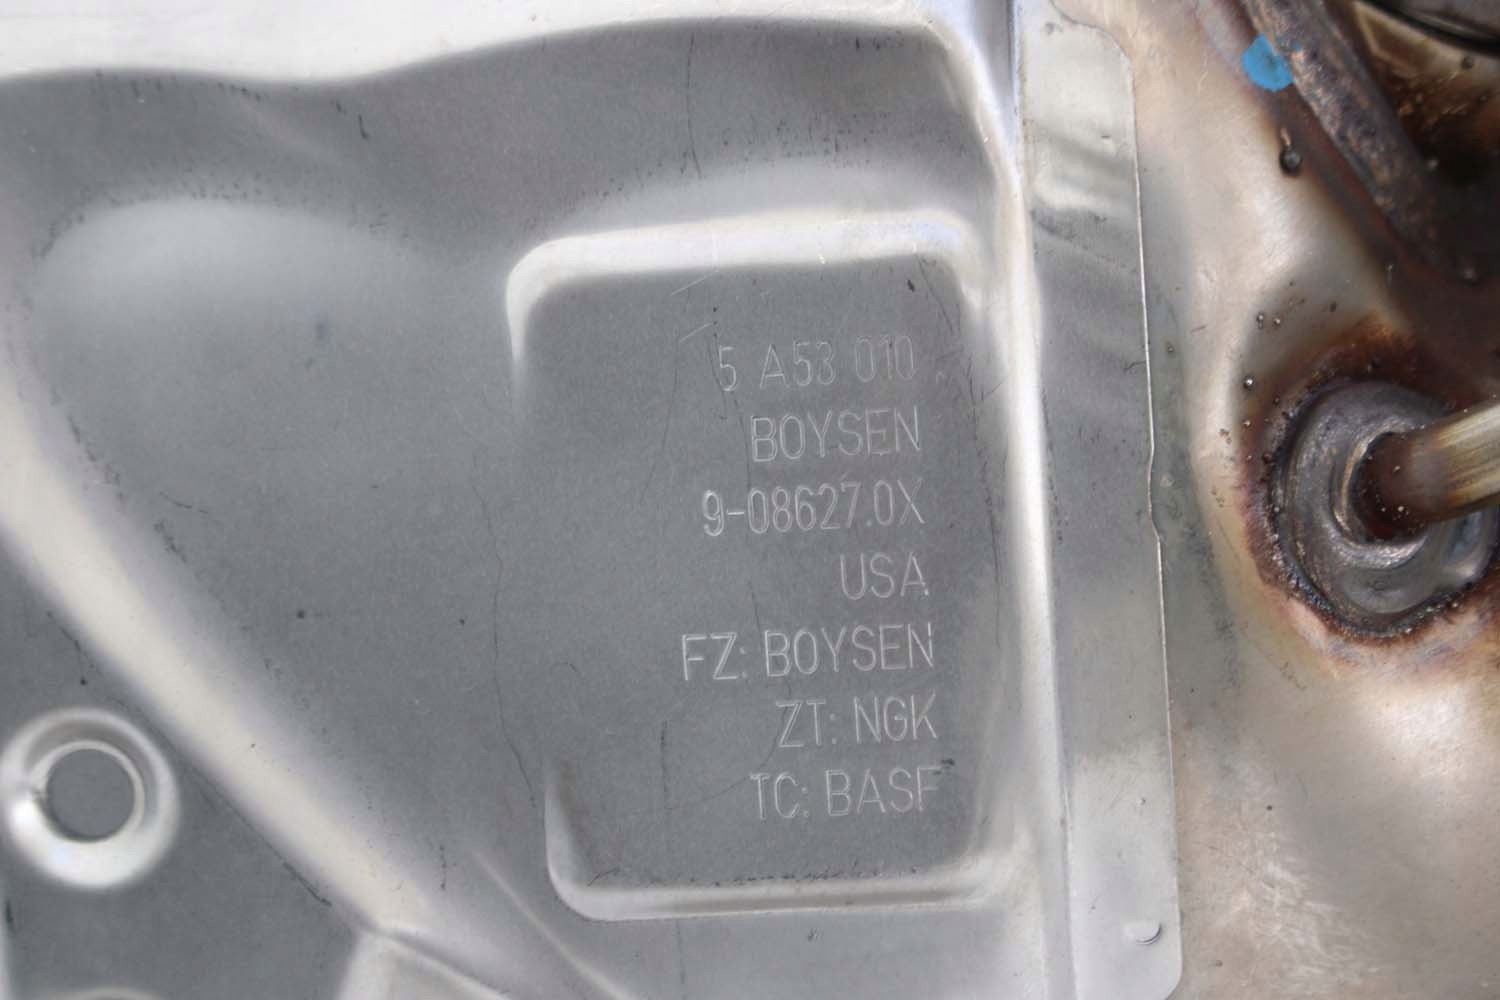 5 A53 010
BOYSEN
9-08627.0X
USA
FZ: BOYSEN
ZT: NGK
TC: BASF